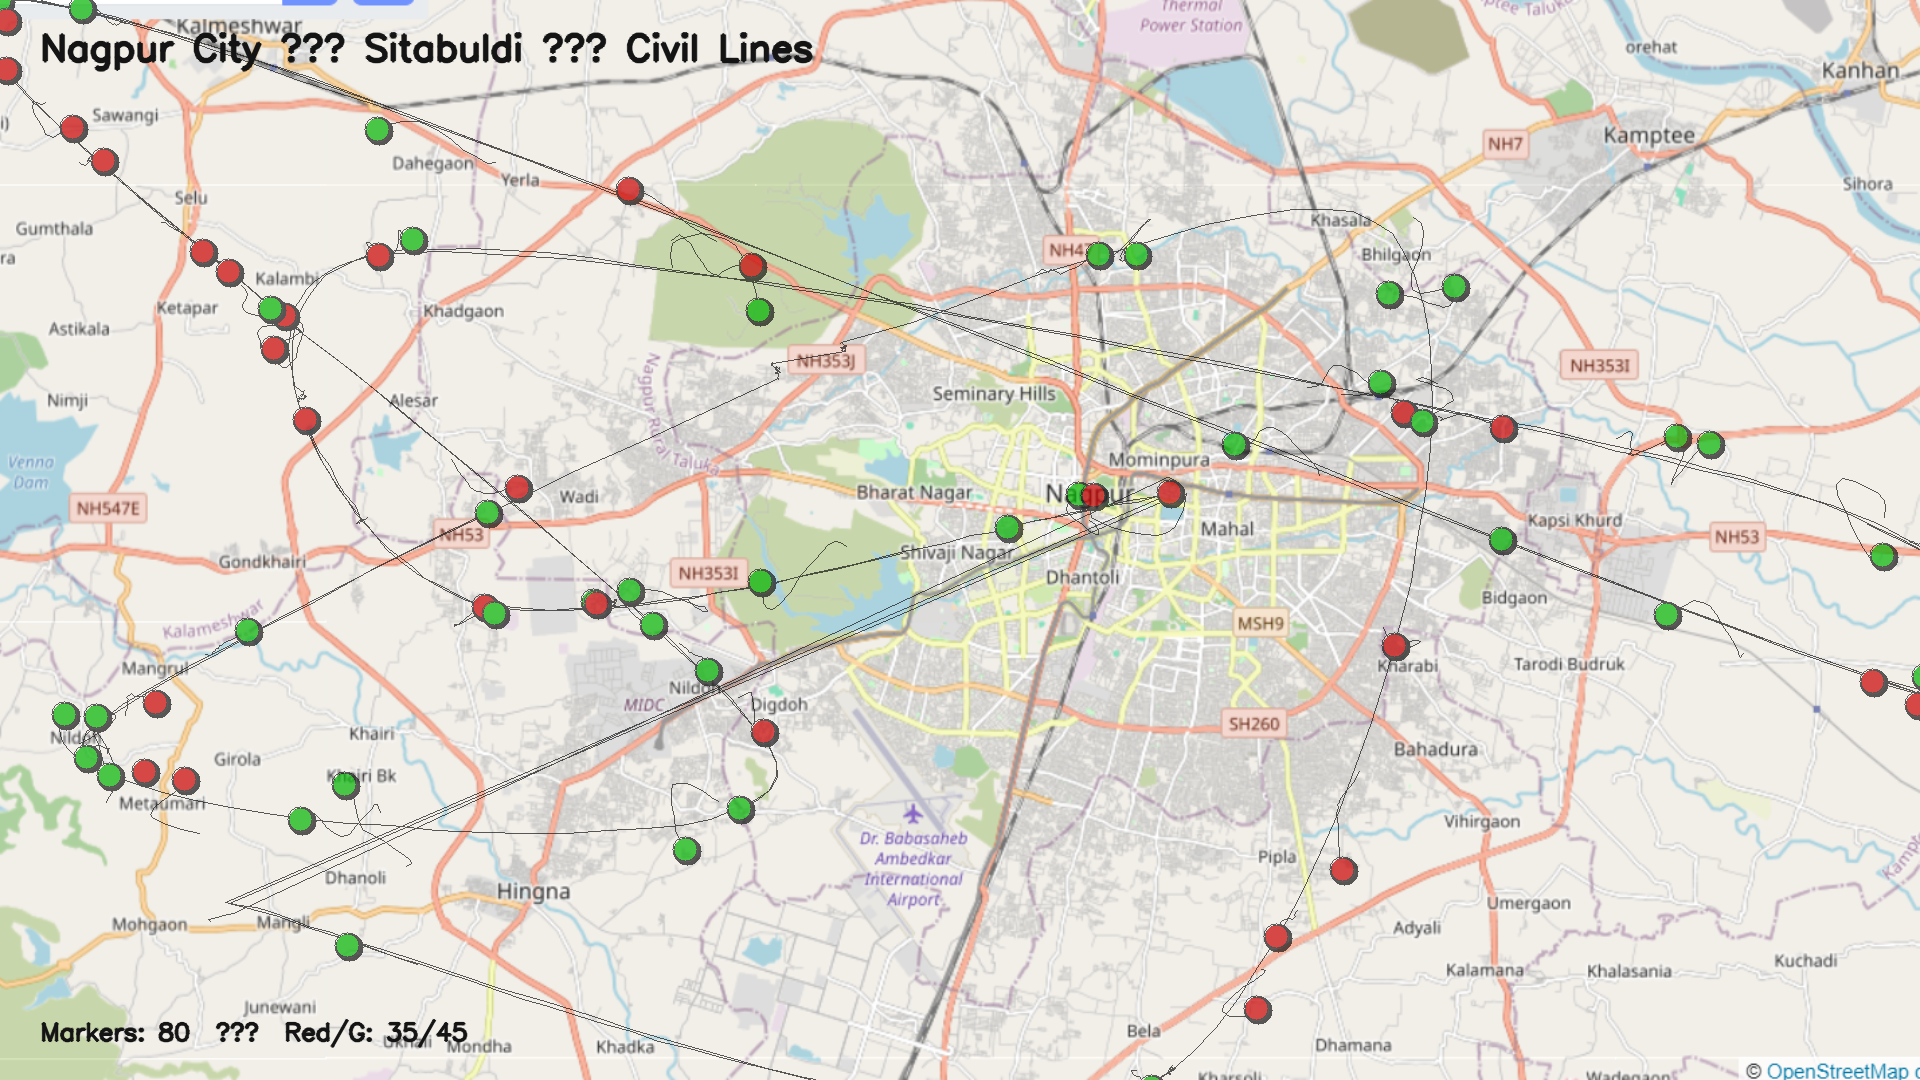 Kalmeshwar
Nagpur City ??? Sitabuldi ??? Civil Lines
Thermal
Power Station
orehat
Kanhan
Sawangi
Kamptee
NH7
Dahegaon
Yerla
Sihora
Selu
Gumthala
Khasala
NH47
Bhilgaon
Kalambi
Ketapar
Khadgaon
Astikala
NH353J
NH353I
Nagpur Rural Taluka
Seminary Hills
Nimji
Alesar
Mominpura
Venna
Dam
Bharat Nagar
Nagpur
Wadi
NH547E
Kapsi Khurd
Mahal
NH53
NH53
Shivaji Nagar
Gondkhairi
NH353I
Dhantoli
Bidgaon
Kalameshwar
MSH9
Mangrul
Kharabi
Tarodi Budruk
Nildoh
MIDC
Digdoh
SH260
Khairi
Bahadura
Girola
Khairi Bk
Metaumari
Vihirgaon
Dr. Babasaheb
Ambedkar
International
Airport
Pipla
Dhanoli
Hingna
Umergaon
Mohgaon
Mangli
Adyali
Kuchadi
Kalamana
Khalasania
Junewani
Markers: 80 ??? Red/G: 35/45
Bela
Mondha
Khadka
Dhamana
Kharsoli
Wadegaon
© OpenStreetMap c